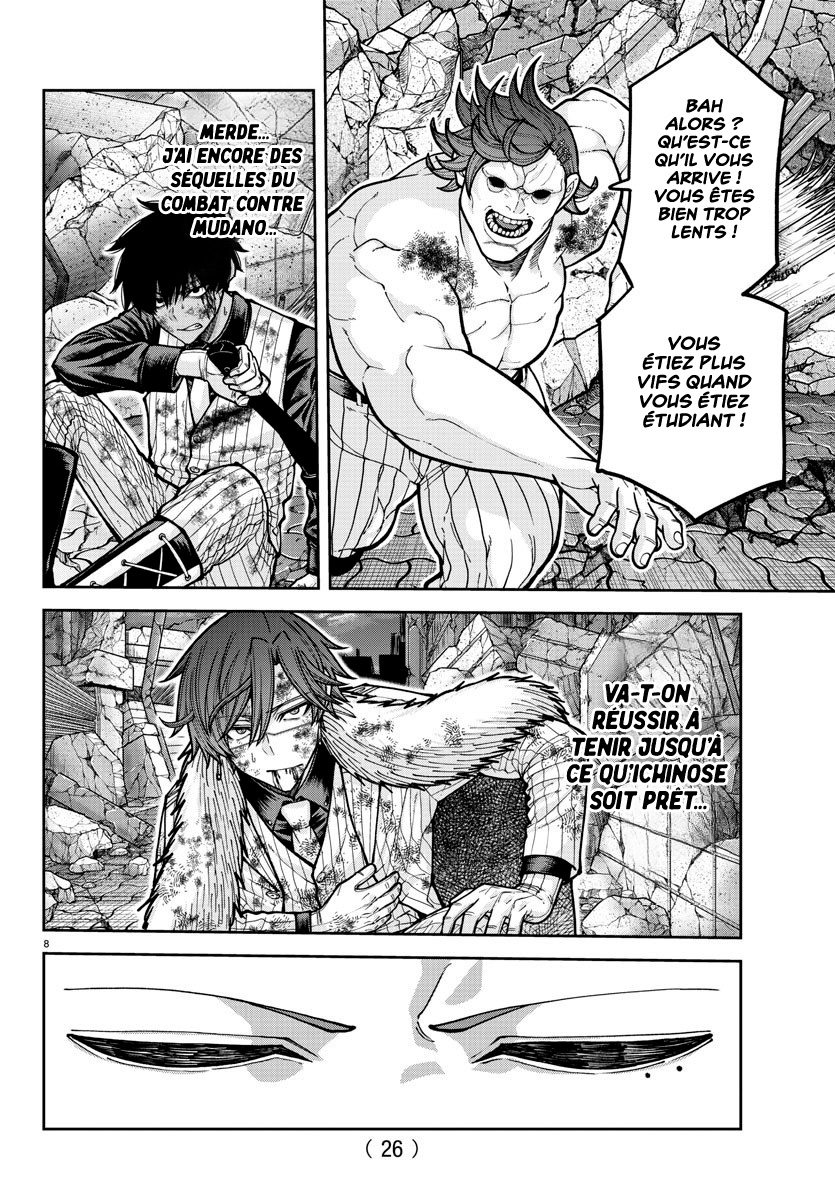 BAH
ALORS ?
QU'EST-CE
QU'IL VOUS
ARRIVE !
VOUS ÊTES
BIEN TROP
LENTS !
VOUS
ÉTIEZ PLUS
VIFS QUAND
VOUS ÉTIEZ
ÉTUDIANT !
MERDE...
J'AI ENCORE DES
SÉQUELLES DU
COMBAT CONTRE
MUDANO...
VA-T-ON
RÉUSSIR À
TENIR JUSQU'À
CE QU'ICHINOSE
SOIT PRÊT...
8
( 26 )